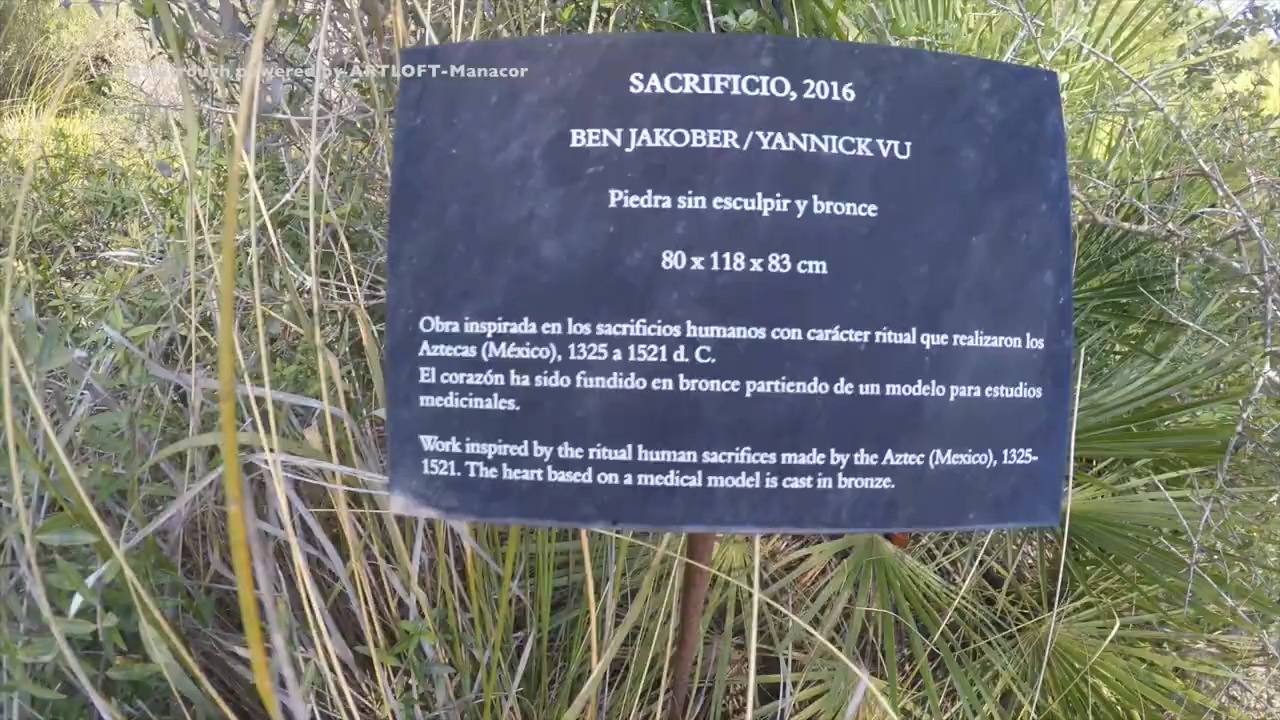 powered by ARTLOFT-Manacor
SACRIFICIO, 2016
BEN JAKOBER / YANNICK VU
Piedra sin esculpir y bronce
80 x 118 x 83 cm
Obra inspirada en los sacrificios humanos con carácter ritual que realizaron los
Aztecas (México), 1325 a 1521 d. C.
El corazón ha sido fundido en bronce partiendo de un modelo para estudios
medicinales.
Work inspired by the ritual human sacrifices made by the Aztec (Mexico), 1325-
1521. The heart based on a medical model is cast in bronze.